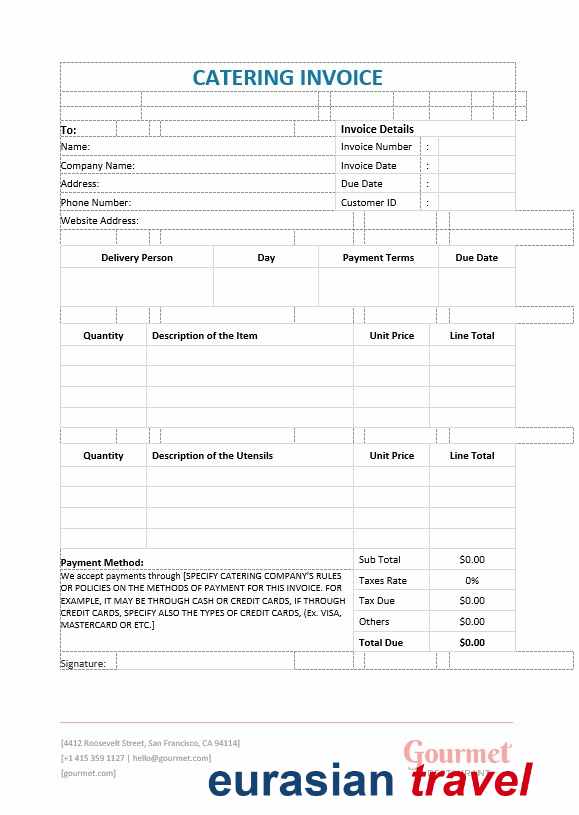 CATERING INVOICE
To:
Invoice Details
Name:
Invoice Number :
Company Name:
Invoice Date :
Address:
Due Date :
Phone Number:
Customer ID :
Website Address:
Delivery Person Day Payment Terms Due Date
Quantity Description of the Item Unit Price Line Total
Quantity Description of the Utensils Unit Price Line Total
Payment Method:
We accept payments through [SPECIFY CATERING COMPANY'S RULES
OR POLICIES ON THE METHODS OF PAYMENT FOR THIS INVOICE. FOR
EXAMPLE, IT MAY BE THROUGH CASH OR CREDIT CARDS, IF THROUGH
CREDIT CARDS, SPECIFY ALSO THE TYPES OF CREDIT CARDS, (Ex. VISA,
MASTERCARD OR ETC.]
Sub Total $0.00
Taxes Rate 0%
Tax Due $0.00
Others $0.00
Total Due $0.00
Signature:
[4412 Roosevelt Street, San Francisco, CA 94114]
[+1 415 359 1127 | hello@gourmet.com]
[gourmet.com]
Gourmet
eurasian travel